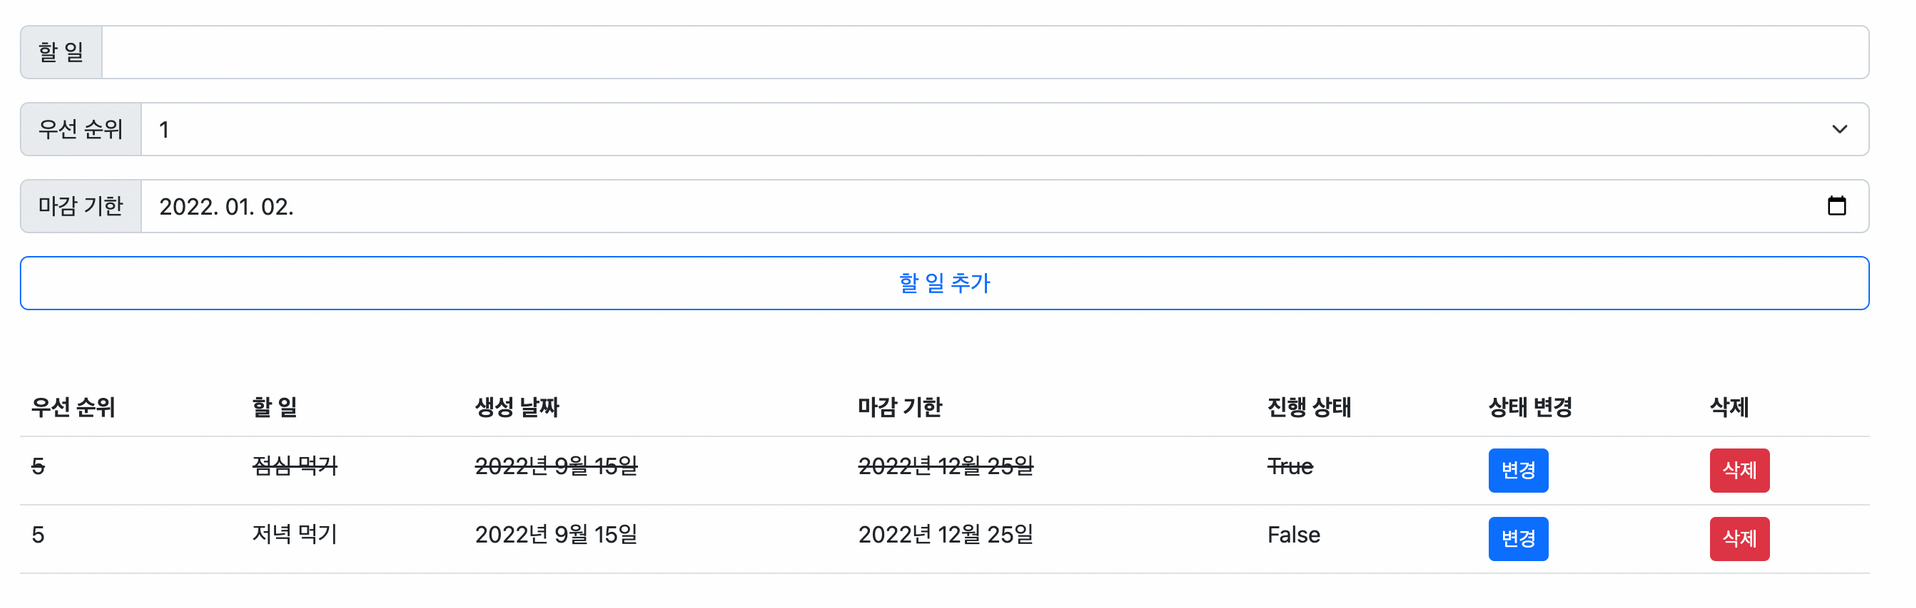 할 일
우선 순위 1
마감 기한 2022. 01. 02.
할 일 추가
우선 순위 할 일 생성 날짜 마감 기한 진행 상태 상태 변경 삭제
5 점심 먹기 2022년 9월 15일 2022년 12월 25일 True 변경 삭제
5 저녁 먹기 2022년 9월 15일 2022년 12월 25일 False 변경 삭제